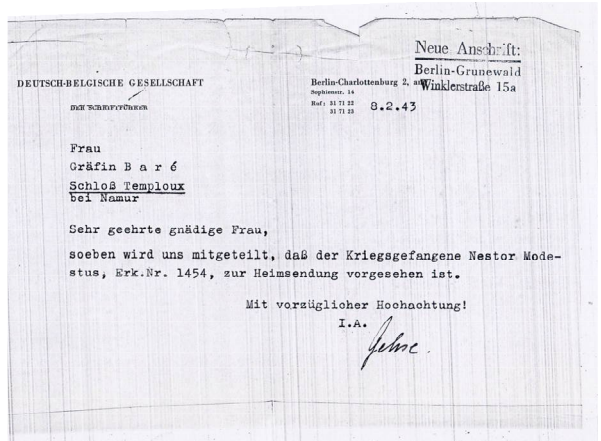 Neue Anschrift:
Berlin-Grunewald
Winklerstraße 15a
DEUTSCH-BELGISCHE GESELLSCHAFT
DER SCHRIFTFÜHRER
Berlin-Charlottenburg 2, am
Sophienstr. 14
Ruf: 31 71 22
31 71 23
8.2.43
Frau
Gräfin B a r é
Schloß Temploux
bei Namur
Sehr geehrte gnädige Frau,
soeben wird uns mitgeteilt, daß der Kriegsgefangene Nestor Mode-
stus, Erk.Nr. 1454, zur Heimsendung vorgesehen ist.
Mit vorzüglicher Hochachtung!
I.A.